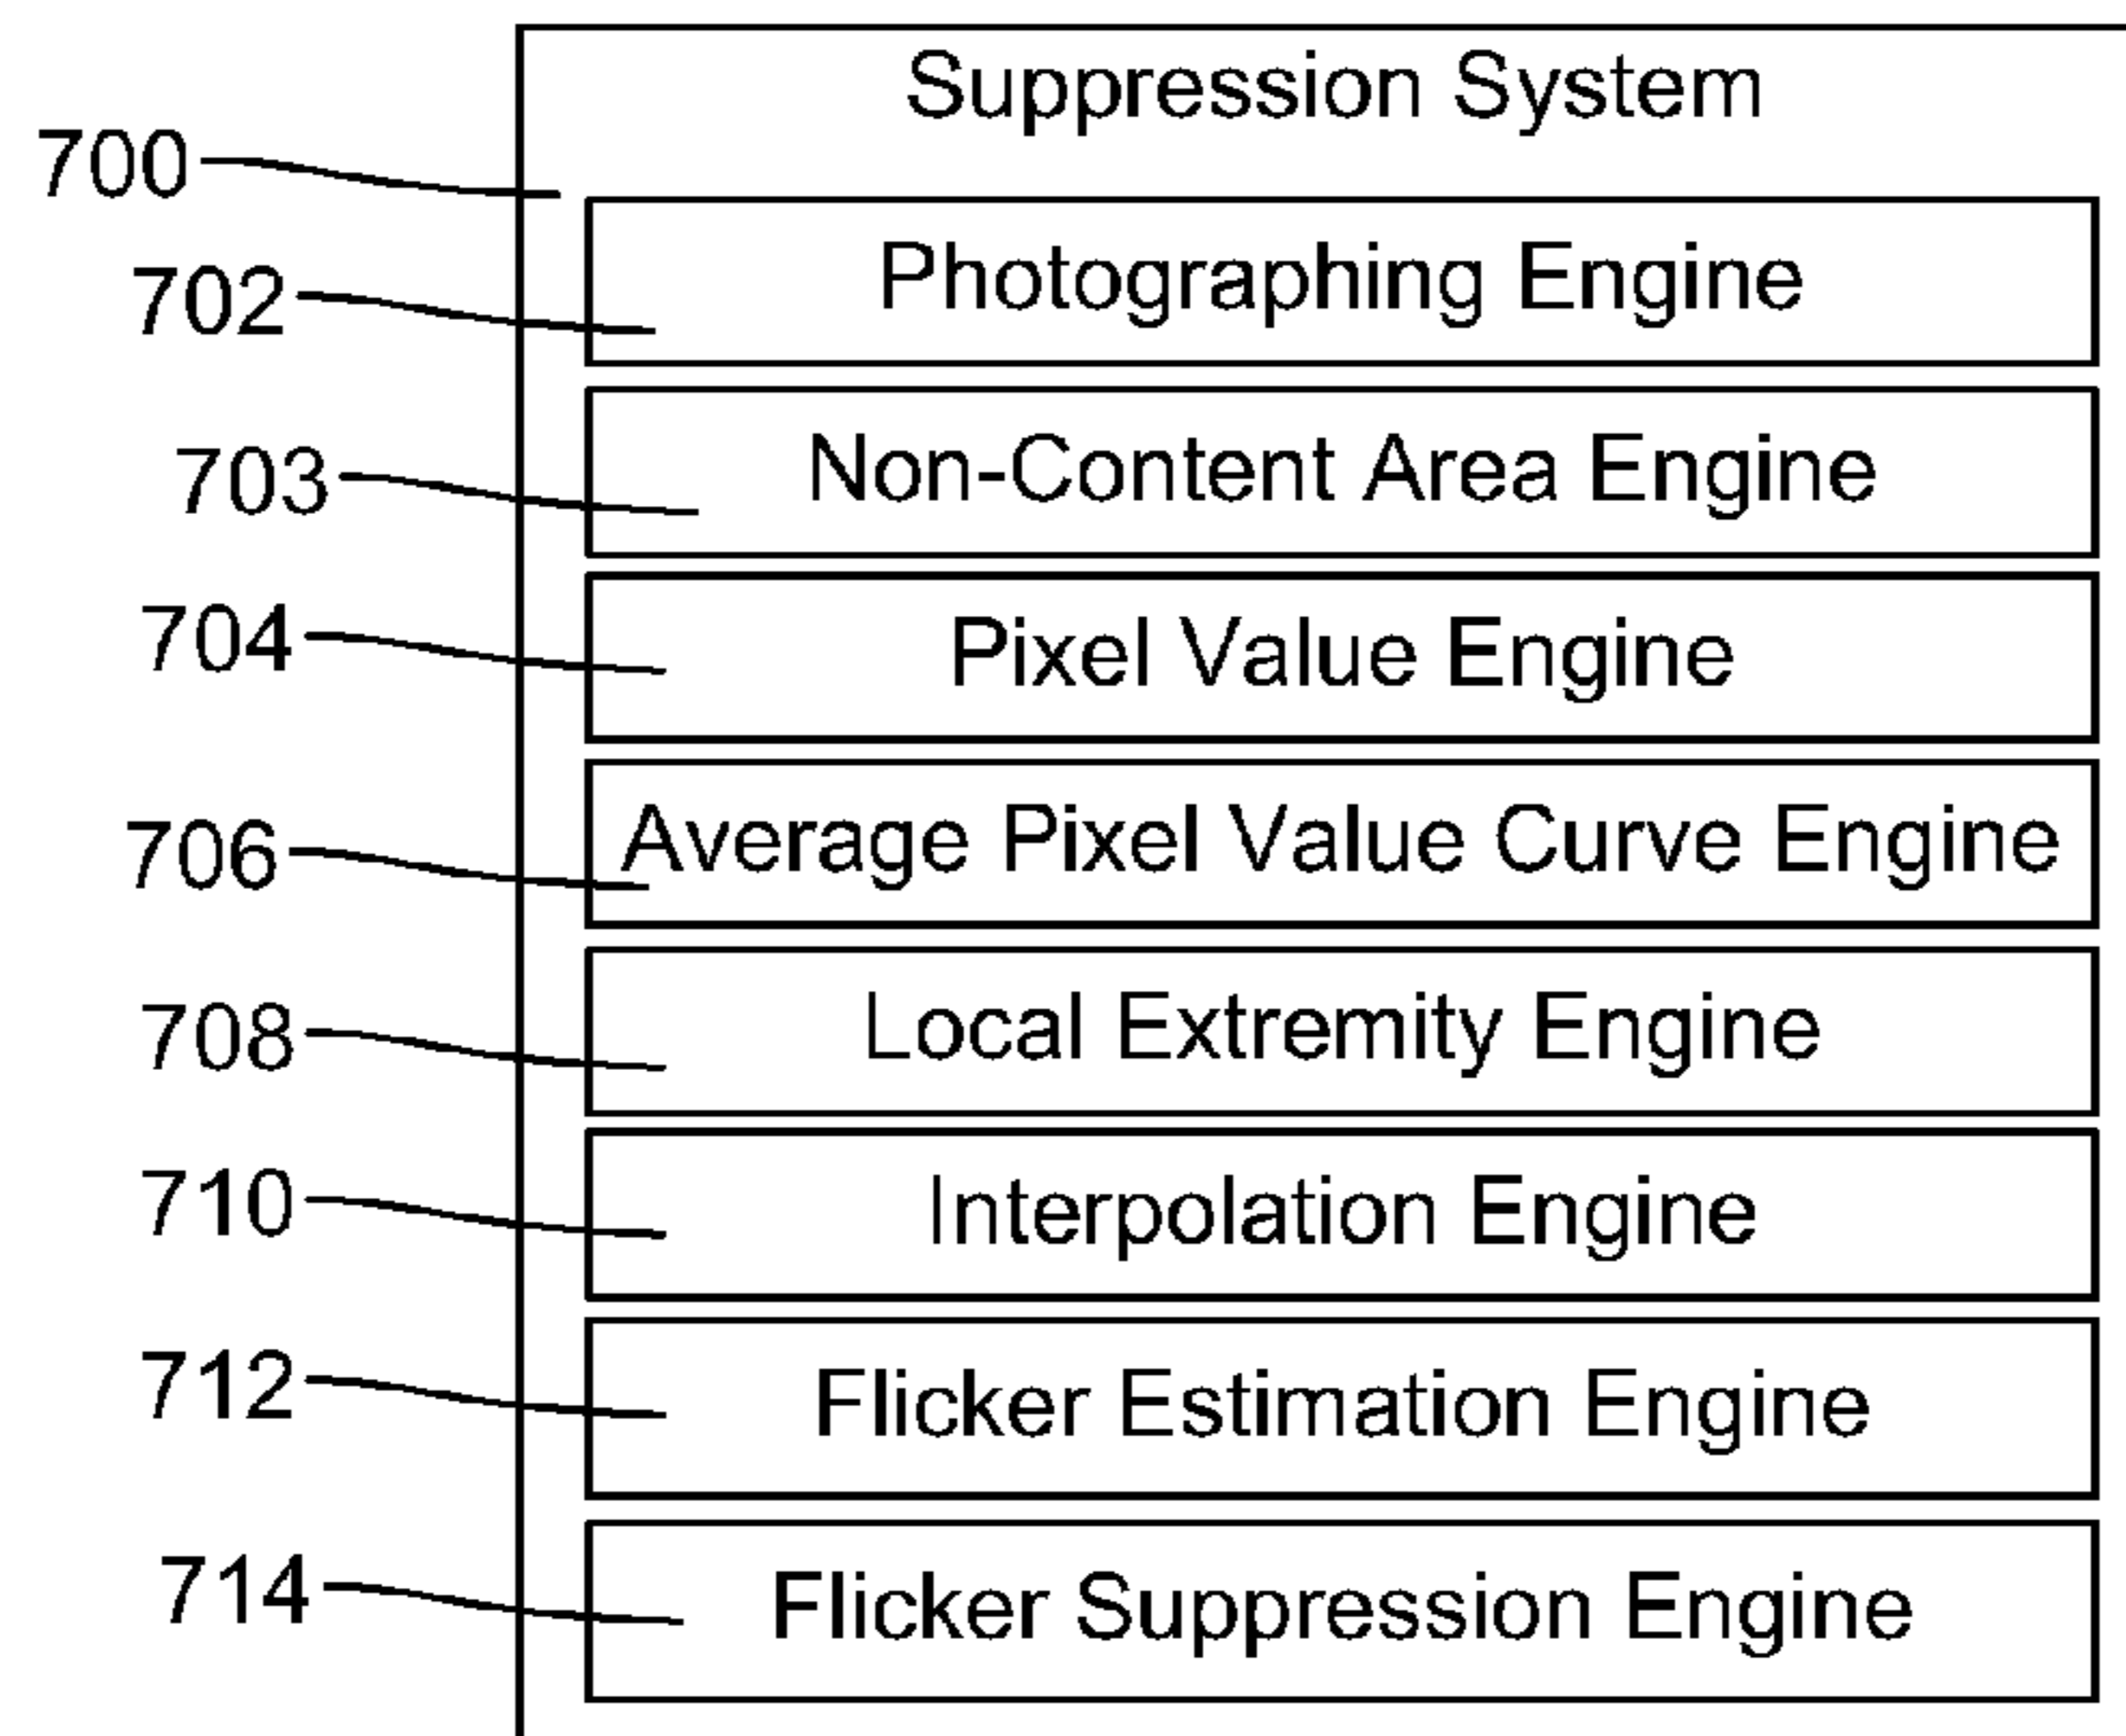 Suppression System
700
702 Photographing Engine
703 Non-Content Area Engine
704 Pixel Value Engine
706 Average Pixel Value Curve Engine
708 Local Extremity Engine
710 Interpolation Engine
712 Flicker Estimation Engine
714 Flicker Suppression Engine